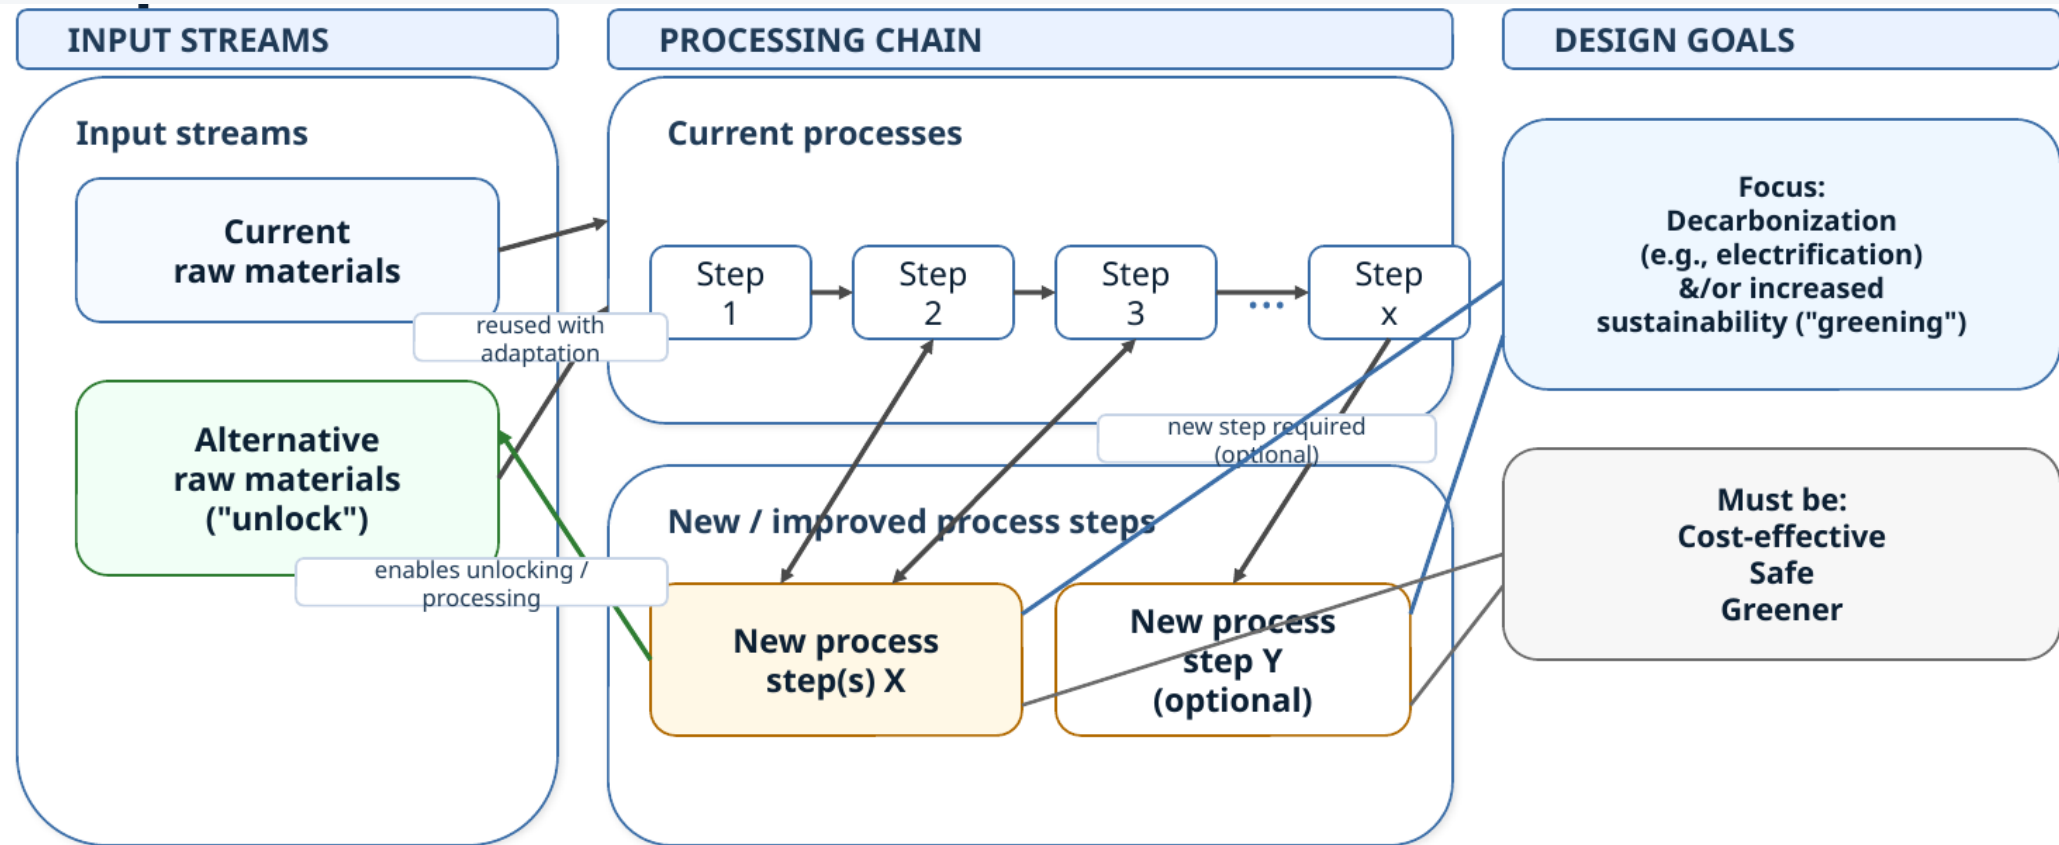 INPUT STREAMS
PROCESSING CHAIN
DESIGN GOALS
Input streams
Current
raw materials
reused with
adaptation
Alternative
raw materials
("unlock")
enables unlocking /
processing
Current processes
Step
1
Step
2
Step
3
...
Step
x
new step required
(optional)
New / improved process steps
New process
step(s) X
New process
step Y
(optional)
Focus:
Decarbonization
(e.g., electrification)
&/or increased
sustainability ("greening")
Must be:
Cost-effective
Safe
Greener